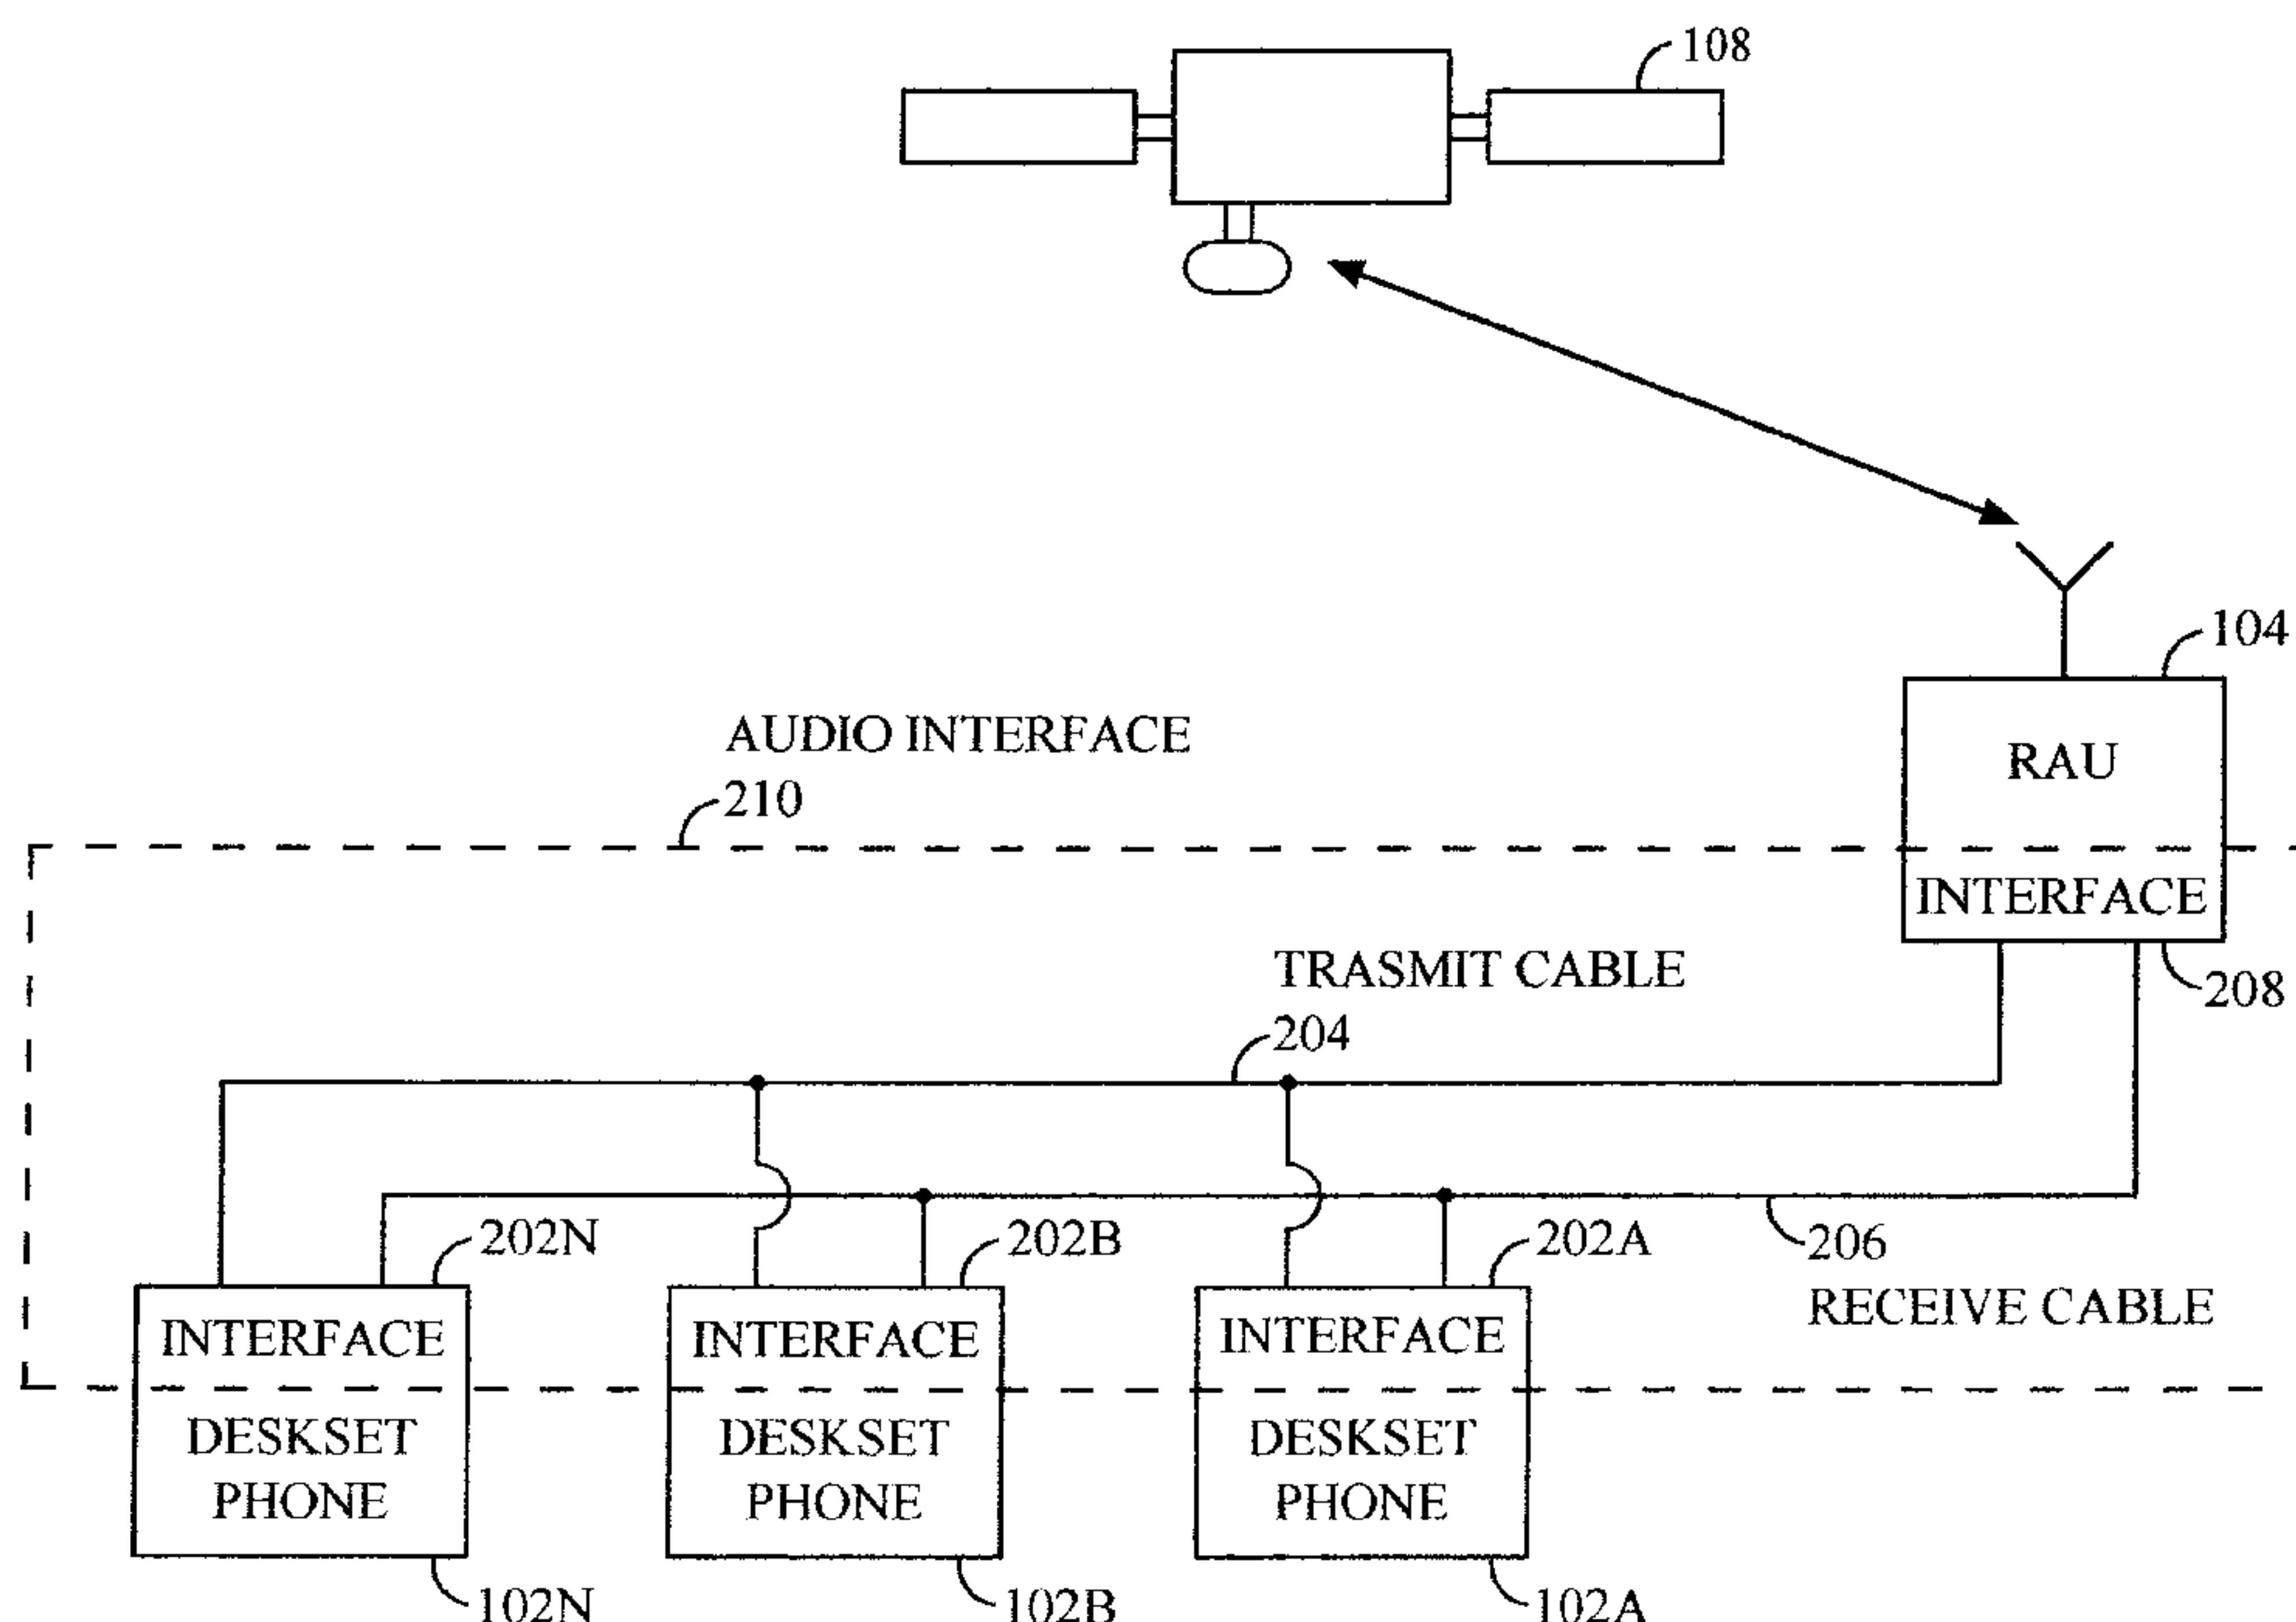 108
104
RAU
AUDIO INTERFACE
210
INTERFACE
TRASMIT CABLE
208
204
202N
202B
202A
206
RECEIVE CABLE
INTERFACE
INTERFACE
INTERFACE
DESKSET
PHONE
DESKSET
PHONE
DESKSET
PHONE
102N
102B
102A